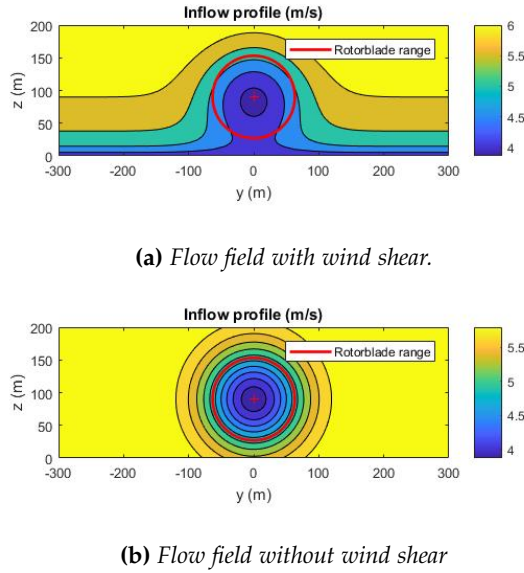 Inflow profile (m/s)
200
150
100
50
0
z (m)
Rotorblade range
-300 -200 -100 0 100 200 300
y (m)
6
5.5
5
4.5
4
(a) Flow field with wind shear.
Inflow profile (m/s)
200
150
100
50
0
z (m)
Rotorblade range
-300 -200 -100 0 100 200 300
y (m)
5.5
5
4.5
4
(b) Flow field without wind shear